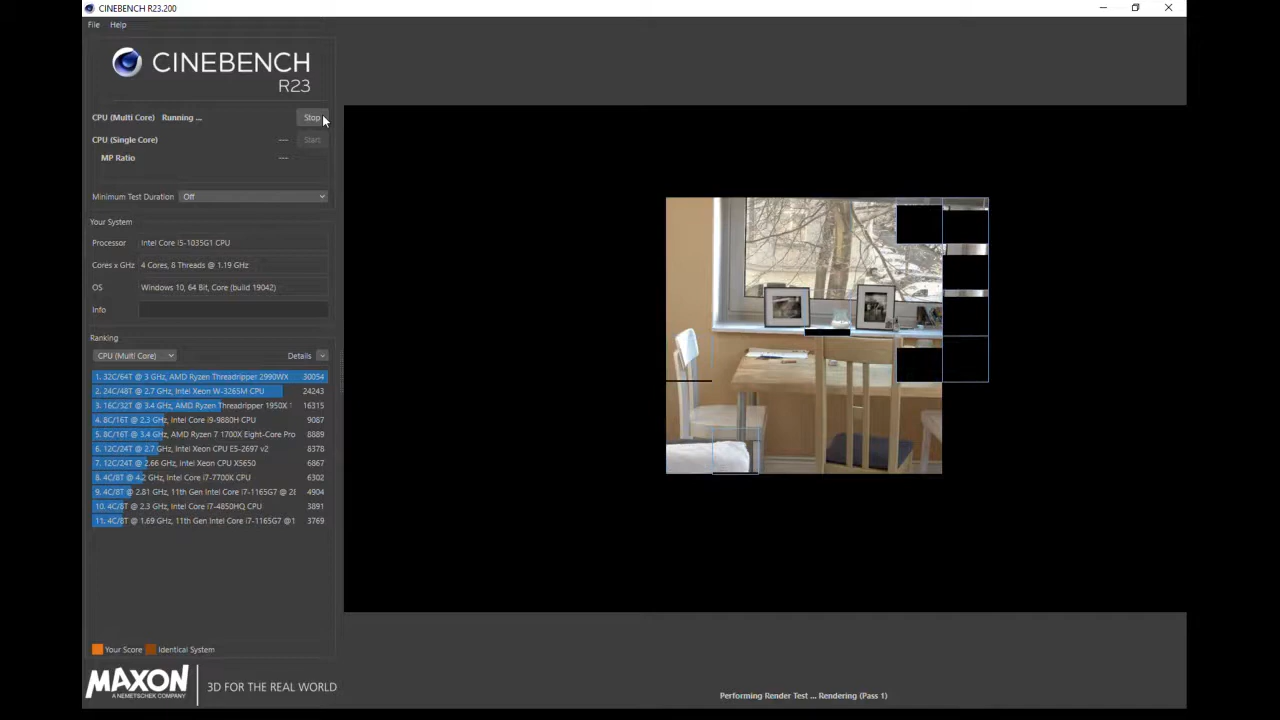 CINEBENCH R23.200
File Help
CINEBENCH
R23
CPU (Multi Core) Running ... Stop
CPU (Single Core) --- Start
MP Ratio ---
Minimum Test Duration Off
Your System
Processor Intel Core i5-1035G1 CPU
Cores x GHz 4 Cores, 8 Threads @ 1.19 GHz
OS Windows 10, 64 Bit, Core (build 19042)
Info
Ranking
CPU (Multi Core) Details
1. 32C/64T @ 3 GHz, AMD Ryzen Threadripper 2990WX 30054
2. 24C/48T @ 2.7 GHz, Intel Xeon W-3265M CPU 24243
3. 16C/32T @ 3.4 GHz, AMD Ryzen Threadripper 1950X 16315
4. 8C/16T @ 2.3 GHz, Intel Core i9-9880H CPU 9087
5. 8C/16T @ 3.4 GHz, AMD Ryzen 7 1700X Eight-Core Pro 8889
6. 12C/24T @ 2.7 GHz, Intel Xeon CPU E5-2697 v2 8378
7. 12C/24T @ 2.66 GHz, Intel Xeon CPU X5650 6867
8. 4C/8T @ 4.2 GHz, Intel Core i7-7700K CPU 6302
9. 4C/8T @ 2.81 GHz, 11th Gen Intel Core i7-1165G7 @ 28 4904
10. 4C/8T @ 2.3 GHz, Intel Core i7-4850HQ CPU 3891
11. 4C/8T @ 1.69 GHz, 11th Gen Intel Core i7-1165G7 @1 3769
Your Score Identical System
MAXON
A NEMETSCHEK COMPANY
3D FOR THE REAL WORLD
Performing Render Test ... Rendering (Pass 1)